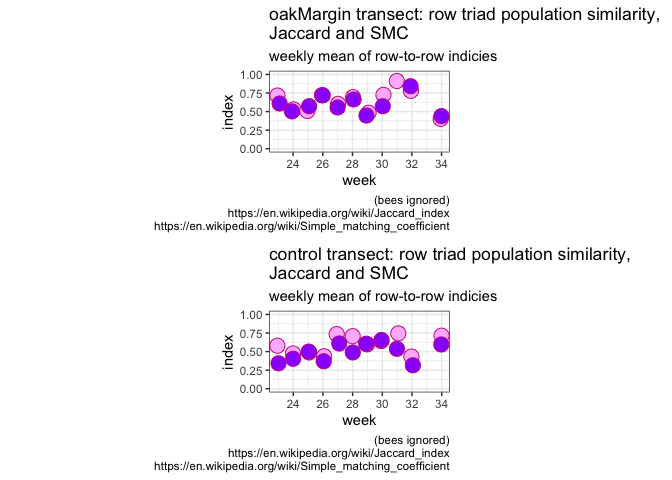 oakMargin transect: row triad population similarity,
Jaccard and SMC
weekly mean of row-to-row indicies
1.00
0.75
0.50
0.25
0.00
index
24 26 28 30 32 34
week
(bees ignored)
https://en.wikipedia.org/wiki/Jaccard_index
https://en.wikipedia.org/wiki/Simple_matching_coefficient
control transect: row triad population similarity,
Jaccard and SMC
weekly mean of row-to-row indicies
1.00
0.75
0.50
0.25
0.00
index
24 26 28 30 32 34
week
(bees ignored)
https://en.wikipedia.org/wiki/Jaccard_index
https://en.wikipedia.org/wiki/Simple_matching_coefficient